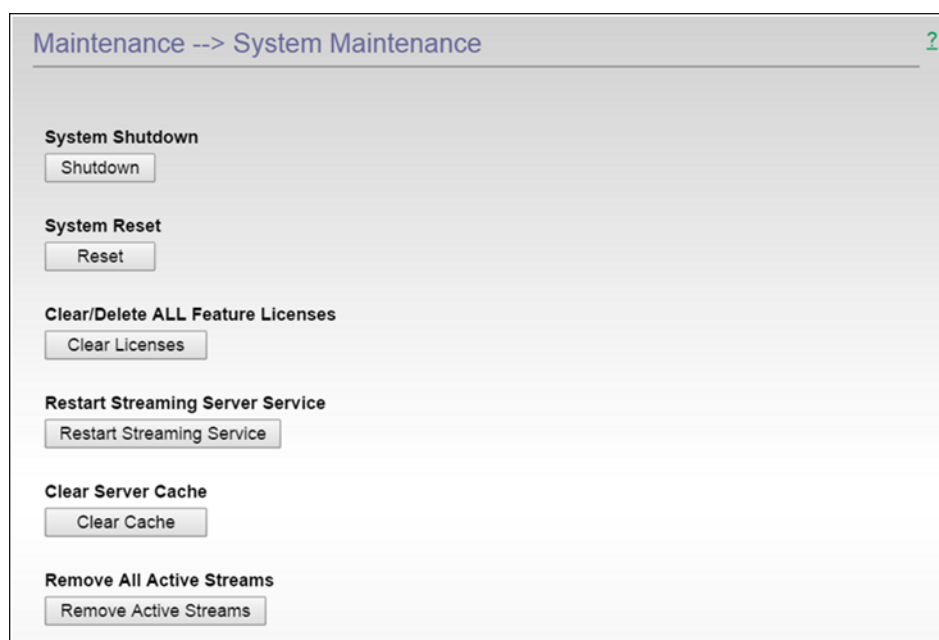 Maintenance --> System Maintenance
?
System Shutdown
Shutdown
System Reset
Reset
Clear/Delete ALL Feature Licenses
Clear Licenses
Restart Streaming Server Service
Restart Streaming Service
Clear Server Cache
Clear Cache
Remove All Active Streams
Remove Active Streams